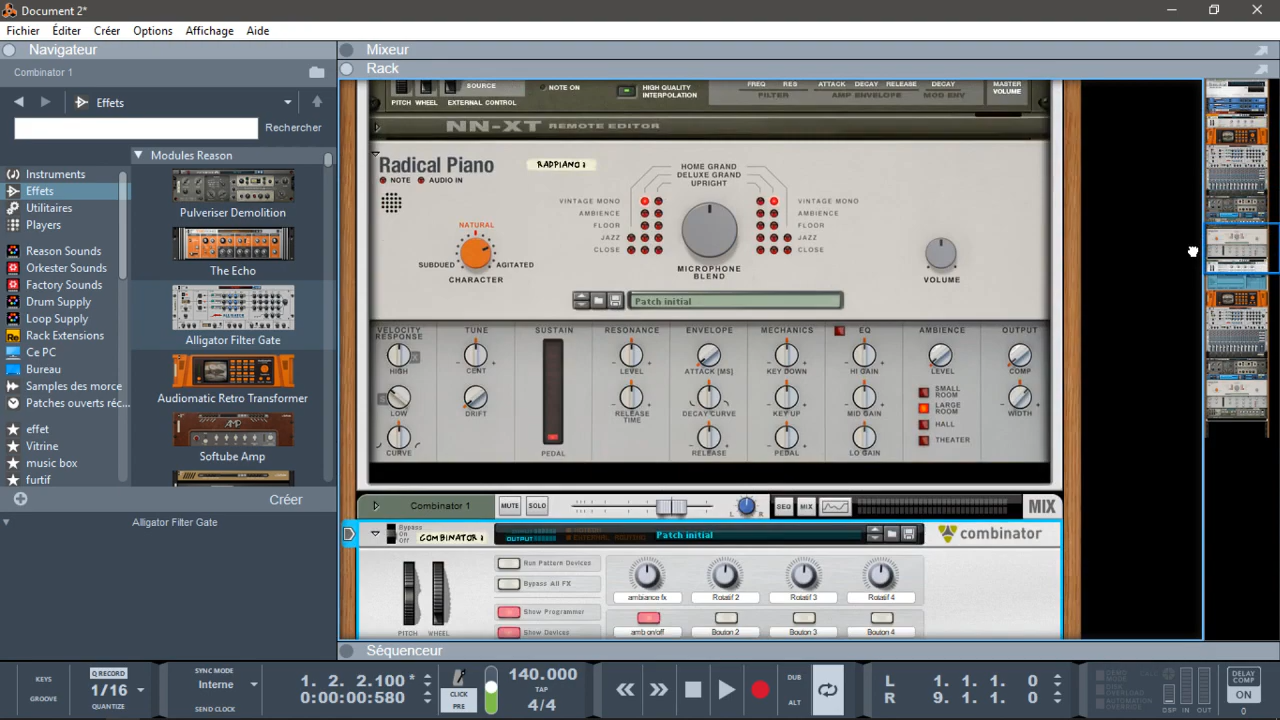 Document 2*
Fichier Éditer Créer Options Affichage Aide
Navigateur
Combinator 1
Effets
Rechercher
Instruments
Effets
Utilitaires
Players
Reason Sounds
Orkester Sounds
Factory Sounds
Drum Supply
Loop Supply
Rack Extensions
Ce PC
Bureau
Samples des morce
Patches ouverts réc...
effet
Vitrine
music box
furtif
Modules Reason
Pulveriser Demolition
The Echo
Alligator Filter Gate
Audiomatic Retro Transformer
Softube Amp
Créer
Alligator Filter Gate
Mixeur
Rack
PITCH WHEEL
SOURCE
EXTERNAL CONTROL
NOTE ON
HIGH QUALITY
INTERPOLATION
FREQ RES ATTACK DECAY RELEASE DECAY
FILTER AMP ENVELOPE MOD ENV
MASTER
VOLUME
NN-XT REMOTE EDITOR
Radical Piano
RADPIANO 1
NOTE AUDIO IN
HOME GRAND
DELUXE GRAND
UPRIGHT
VINTAGE MONO
AMBIENCE
FLOOR
JAZZ
CLOSE
VINTAGE MONO
AMBIENCE
FLOOR
JAZZ
CLOSE
NATURAL
SUBDUED AGITATED
CHARACTER
MICROPHONE
BLEND
VOLUME
Patch initial
VELOCITY
RESPONSE
HIGH
LOW
CURVE
TUNE
CENT
DRIFT
SUSTAIN
PEDAL
RESONANCE
LEVEL
RELEASE
TIME
ENVELOPE
ATTACK [MS]
DECAY CURVE
RELEASE
MECHANICS
KEY DOWN
KEY UP
PEDAL
EQ
HI GAIN
MID GAIN
LO GAIN
AMBIENCE
LEVEL
SMALL
ROOM
LARGE
ROOM
HALL
THEATER
OUTPUT
COMP
WIDTH
Combinator 1
MUTE SOLO
L R
SEQ MIX
MIX
Bypass
On
Off
COMBINATOR 1
OUTPUT
Patch initial
combinator
PITCH WHEEL
Run Pattern Devices
Bypass All FX
Show Programmer
Show Devices
ambiance fx Rotatif 2 Rotatif 3 Rotatif 4
amb on/off Bouton 2 Bouton 3 Bouton 4
Séquenceur
KEYS
GROOVE
Q RECORD
1/16
QUANTIZE
SYNC MODE
Interne
SEND CLOCK
1. 2. 2.100 *
0:00:00:580
CLICK
PRE
140.000
TAP
4/4
DUB
ALT
L 1. 1. 1. 0
R 9. 1. 1. 0
DSP IN OUT
DELAY
COMP
ON
0